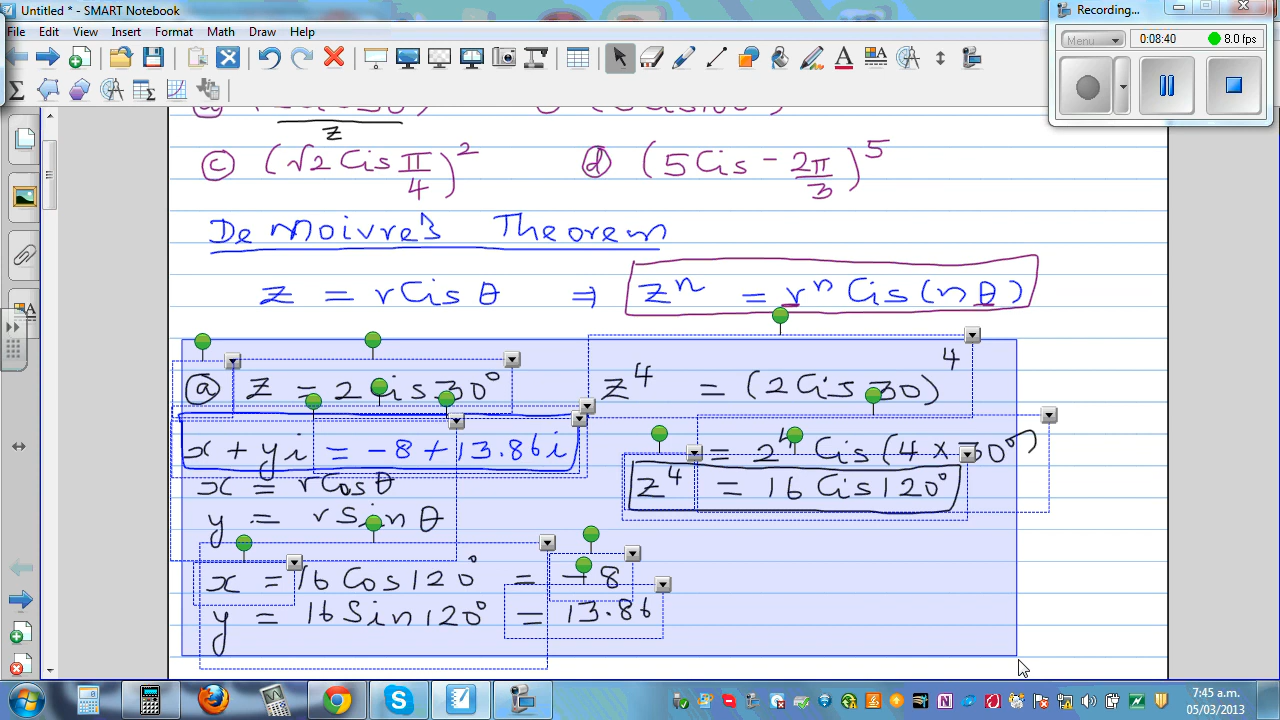 Untitled * - SMART Notebook
Recording...
File Edit View Insert Format Math Draw Help
Menu 0:08:40 8.0 fps
z
c (√2 Cis π/4)² d (5 Cis - 2π/3)⁵
De Moivre's Theorem
z = r Cis θ ⇒ zⁿ = rⁿ Cis (n θ)
a z = 2 Cis 30° z⁴ = (2 Cis 30)⁴
x + yi = -8 + 13.86i = 2⁴ Cis (4 × 30°)
x = r Cos θ z⁴ = 16 Cis 120°
y = r Sin θ
x = 16 Cos 120° = -8
y = 16 Sin 120° = 13.86
7:45 a.m.
05/03/2013